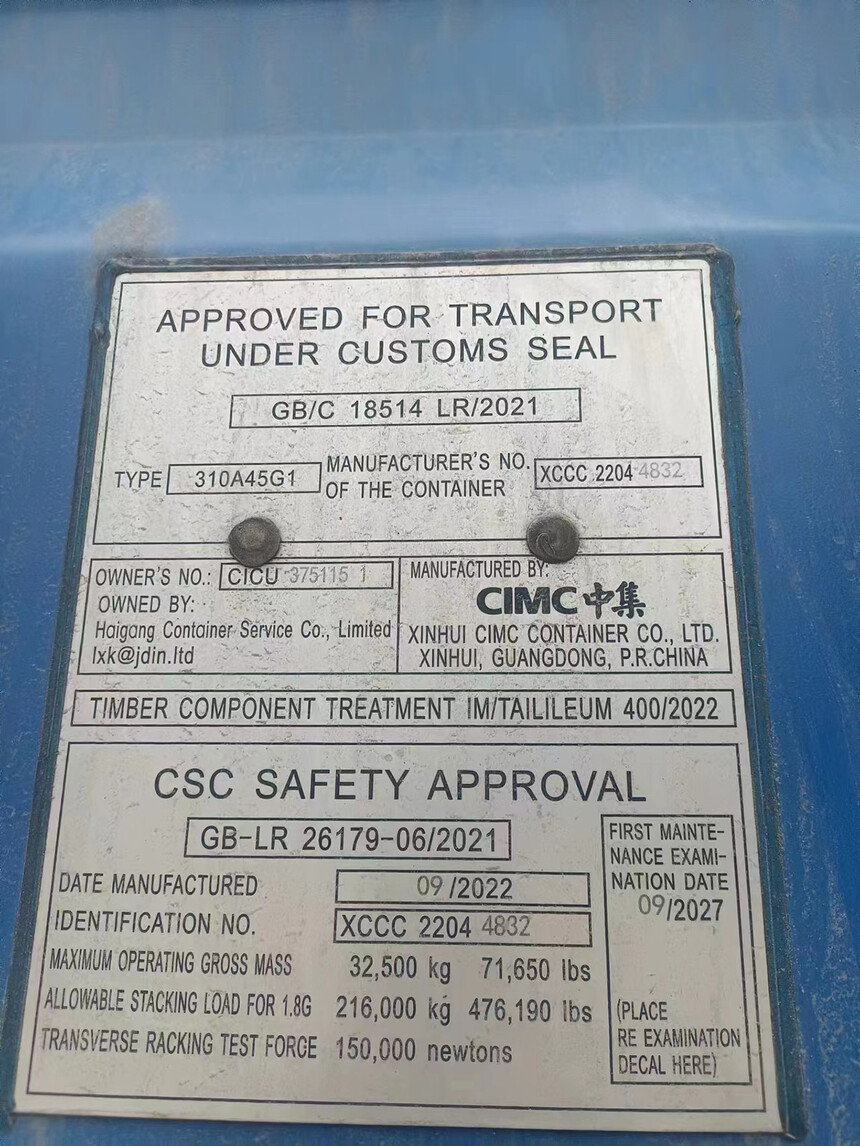 APPROVED FOR TRANSPORT
UNDER CUSTOMS SEAL
GB/C 18514 LR/2021
TYPE 310A45G1 MANUFACTURER'S NO. OF THE CONTAINER XCCC 2204 4832
OWNER'S NO.: CICU 375115 1
OWNED BY:
Haigang Container Service Co., Limited
lxk@jdin.ltd
MANUFACTURED BY:
CIMC中集
XINHUI CIMC CONTAINER CO., LTD.
XINHUI, GUANGDONG, P.R.CHINA
TIMBER COMPONENT TREATMENT IM/TAILILEUM 400/2022
CSC SAFETY APPROVAL
GB-LR 26179-06/2021
DATE MANUFACTURED 09/2022
IDENTIFICATION NO. XCCC 2204 4832
MAXIMUM OPERATING GROSS MASS 32,500 kg 71,650 lbs
ALLOWABLE STACKING LOAD FOR 1.8G 216,000 kg 476,190 lbs
TRANSVERSE RACKING TEST FORCE 150,000 newtons
FIRST MAINTE-
NANCE EXAMI-
NATION DATE
09/2027
(PLACE
RE EXAMINATION
DECAL HERE)